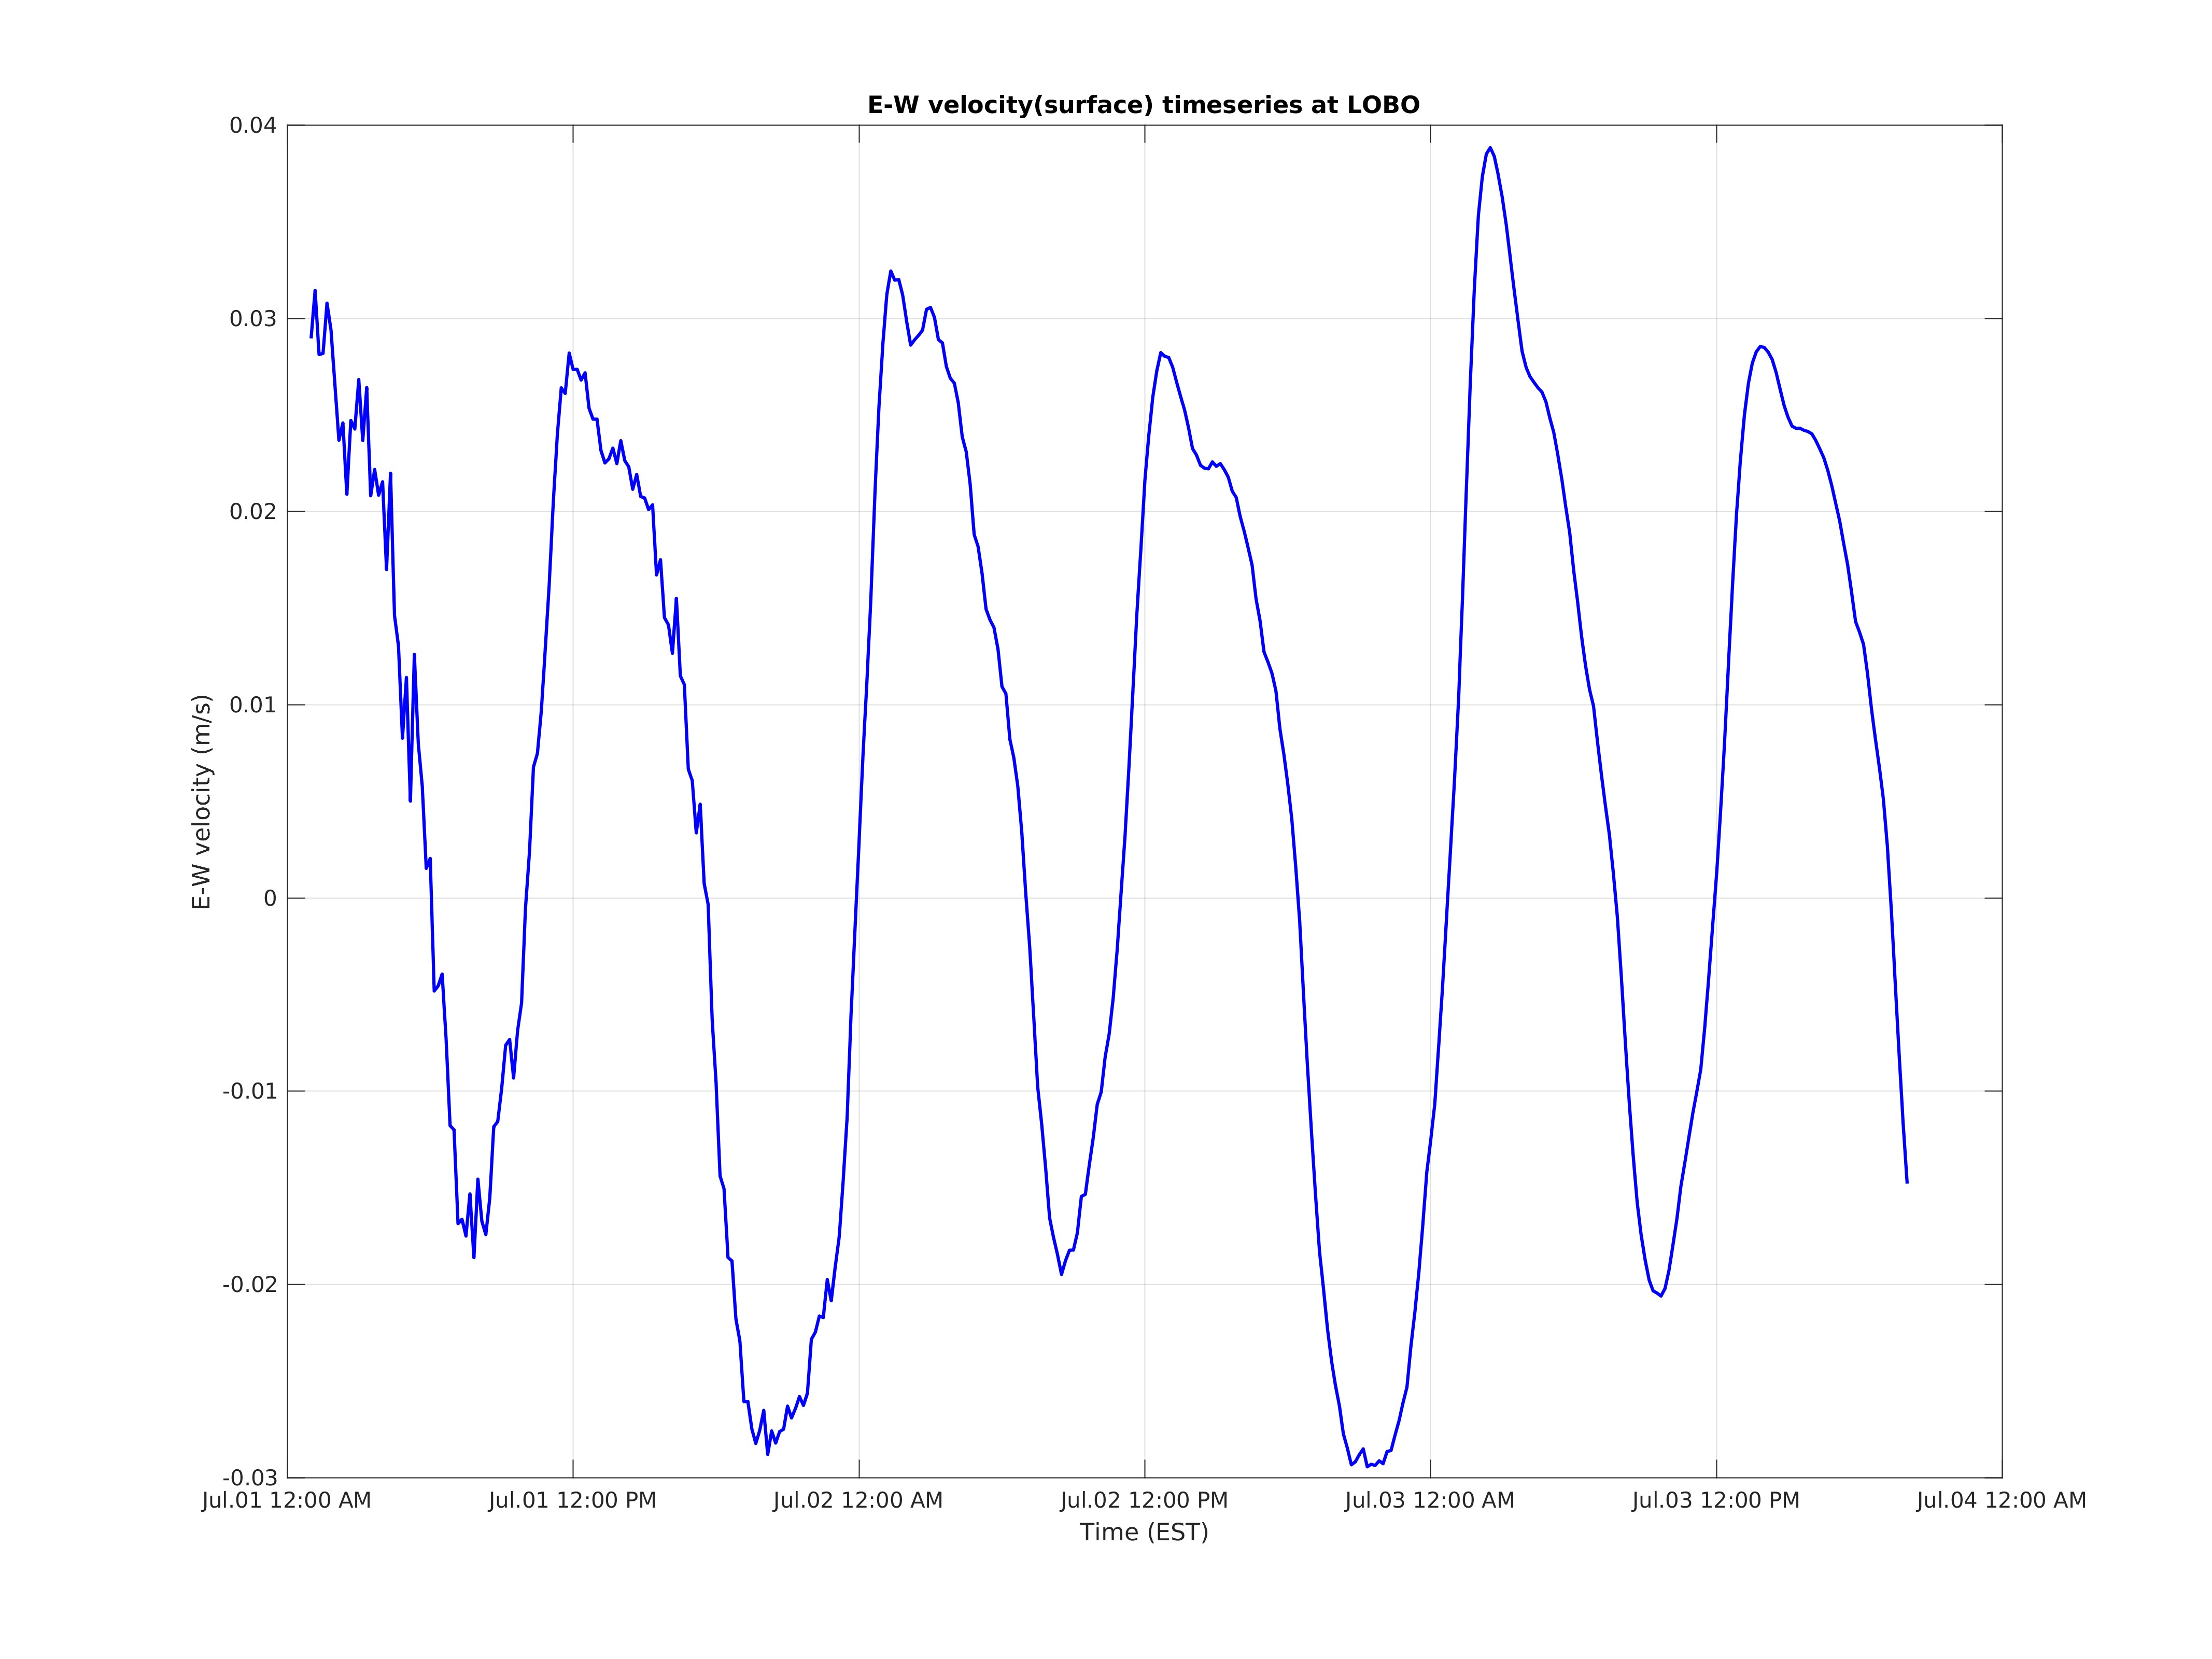 E-W velocity(surface) timeseries at LOBO
0.04
0.03
0.02
0.01
0
-0.01
-0.02
-0.03
E-W velocity (m/s)
Jul.01 12:00 AM Jul.01 12:00 PM Jul.02 12:00 AM Jul.02 12:00 PM Jul.03 12:00 AM Jul.03 12:00 PM Jul.04 12:00 AM
Time (EST)